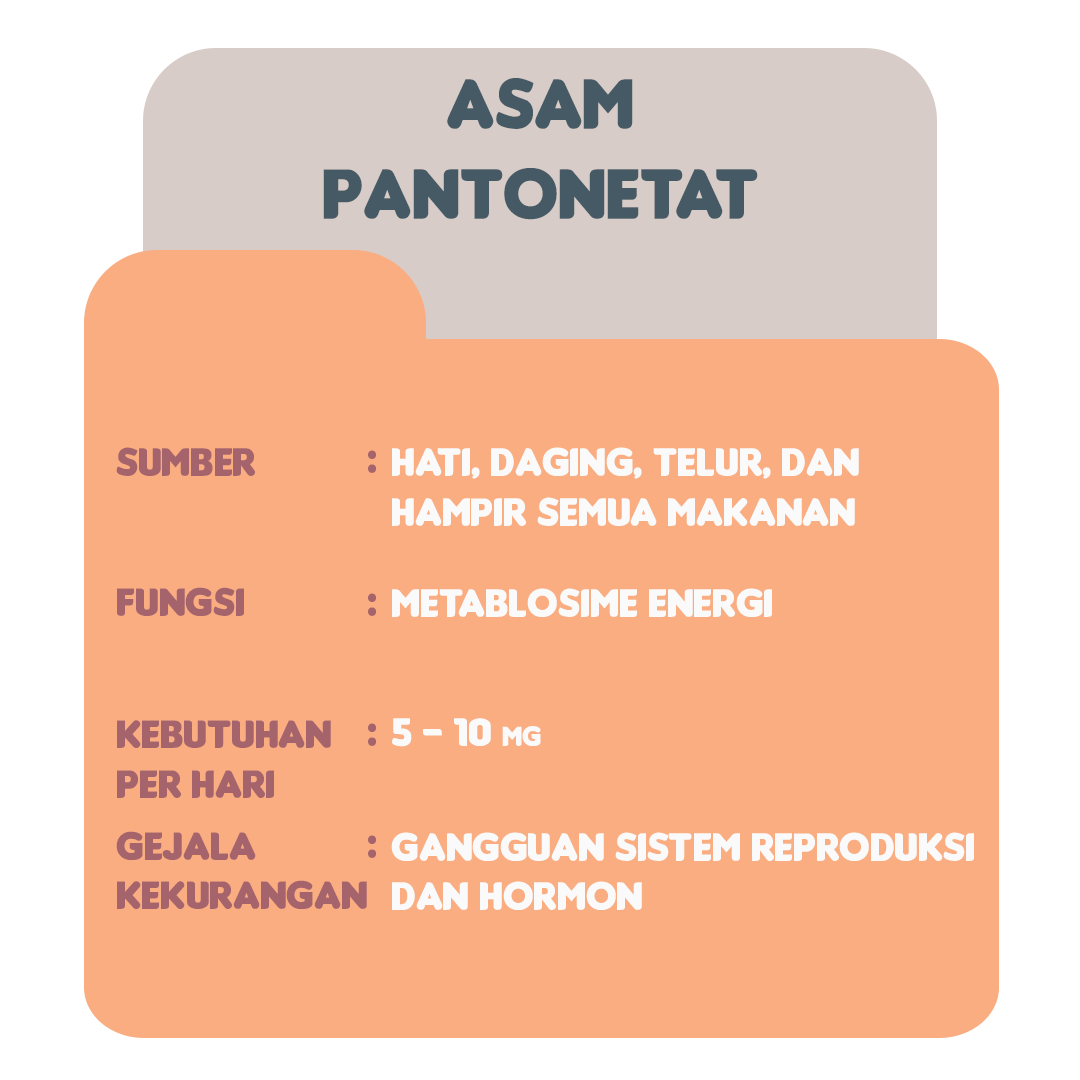 ASAM
PANTONETAT
SUMBER : HATI, DAGING, TELUR, DAN
HAMPIR SEMUA MAKANAN
FUNGSI : METABLOSIME ENERGI
KEBUTUHAN : 5 – 10 MG
PER HARI
GEJALA : GANGGUAN SISTEM REPRODUKSI
KEKURANGAN DAN HORMON